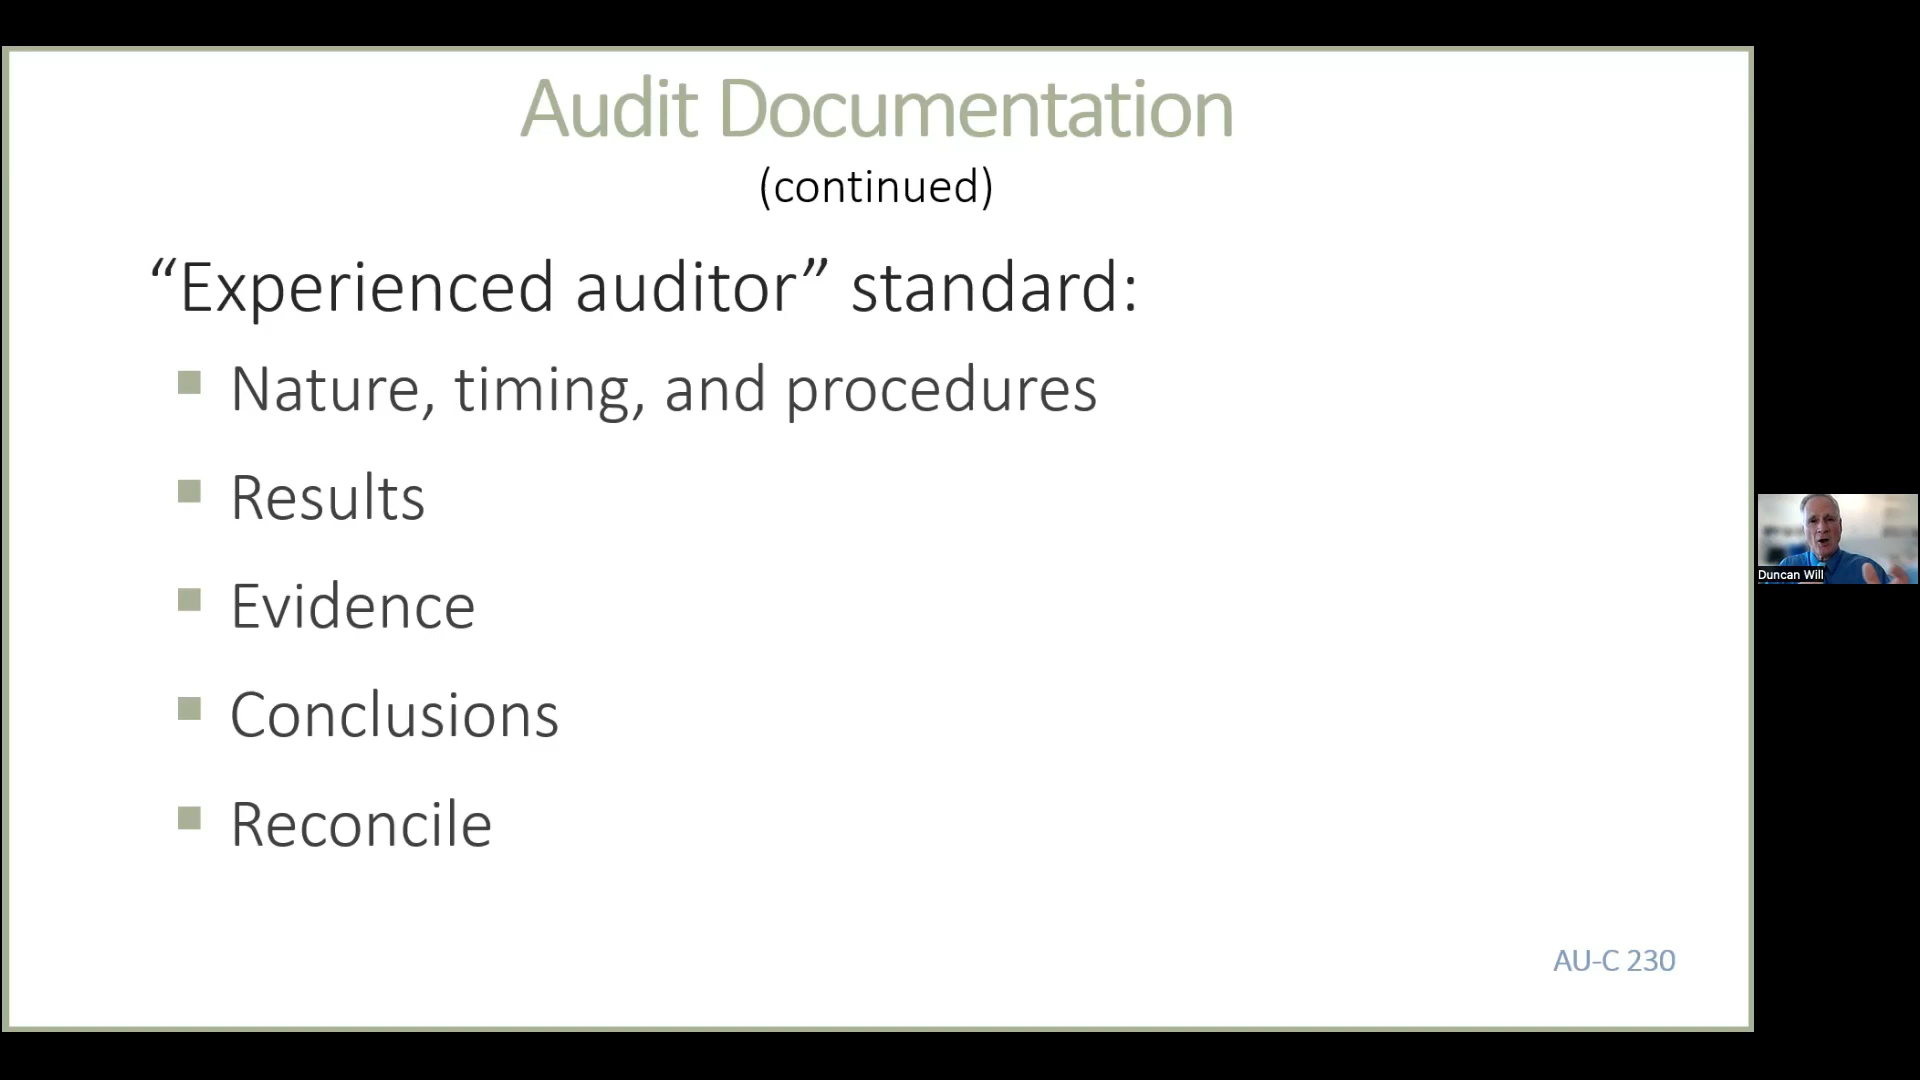 Audit Documentation
(continued)
“Experienced auditor” standard:
Nature, timing, and procedures
Results
Evidence
Conclusions
Reconcile
AU-C 230
Duncan Will